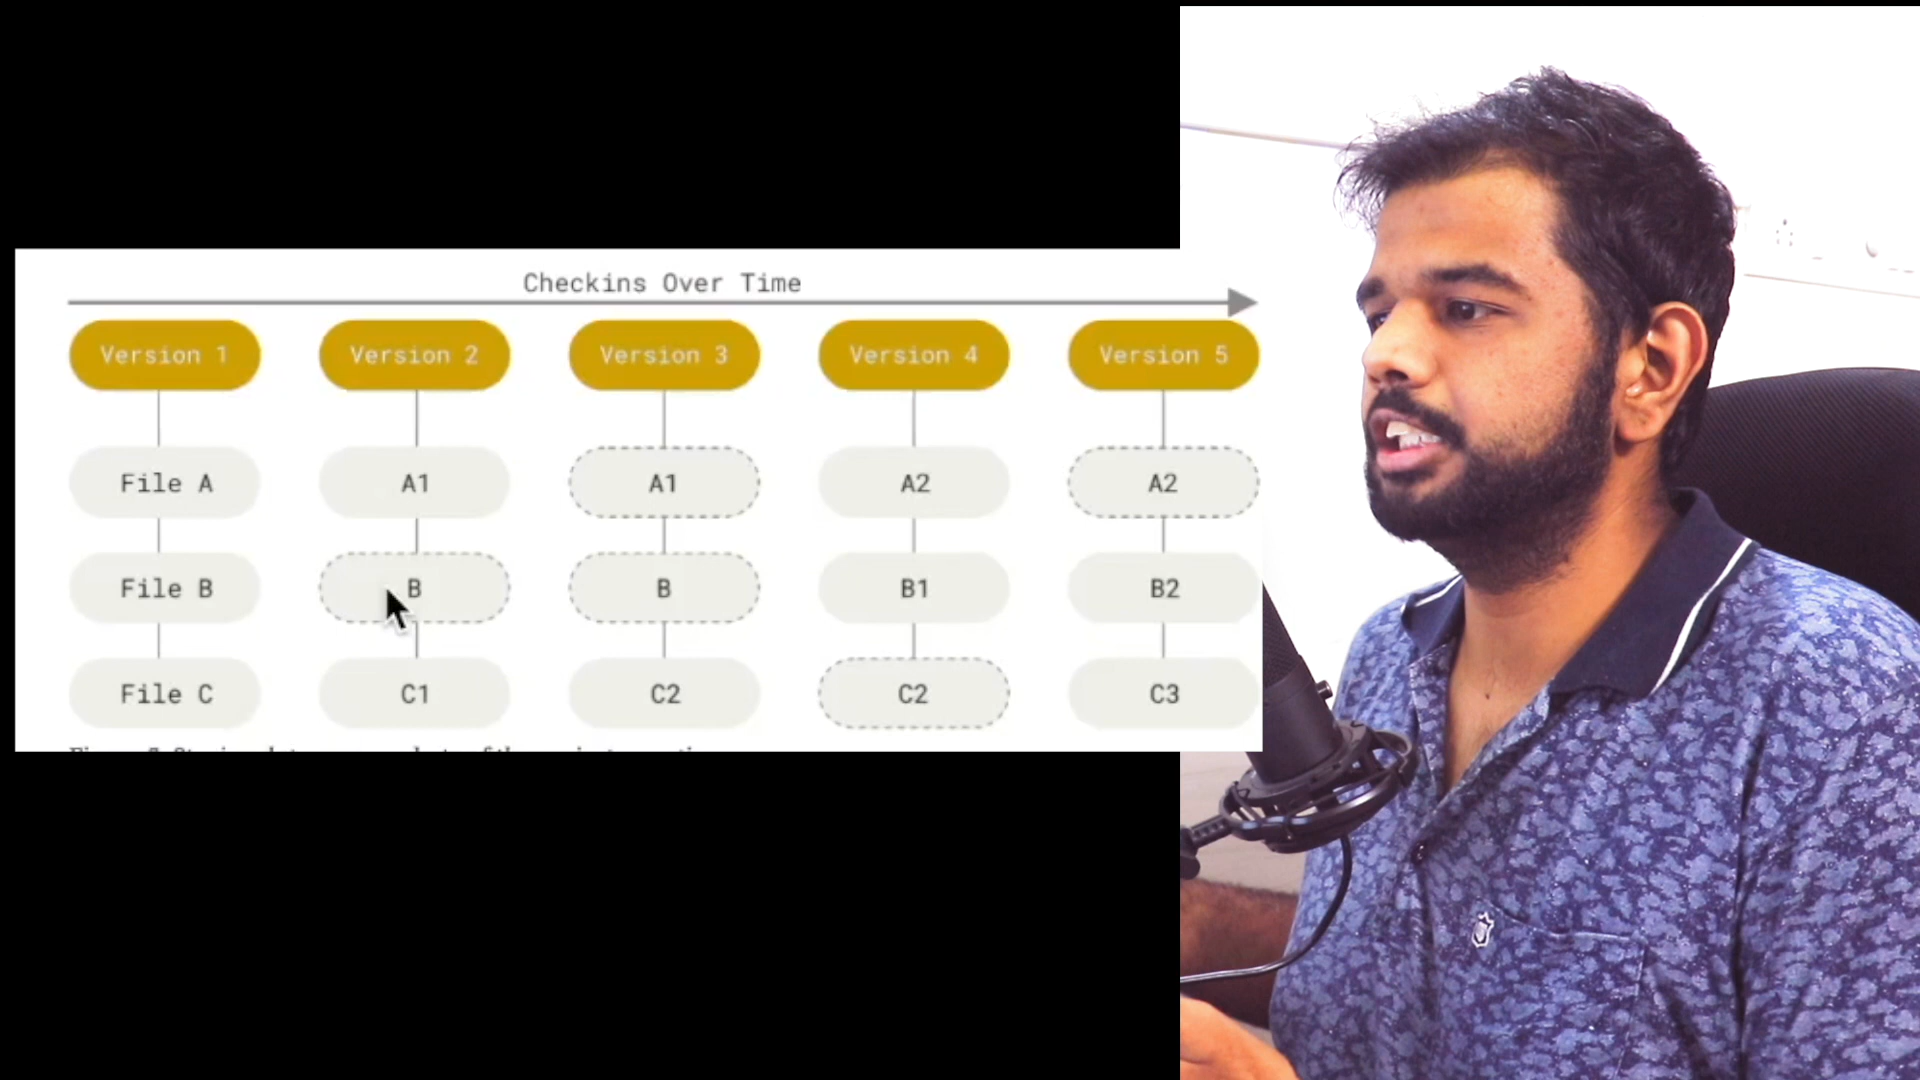 Checkins Over Time
Version 1 Version 2 Version 3 Version 4 Version 5
File A A1 A1 A2 A2
File B B B B1 B2
File C C1 C2 C2 C3